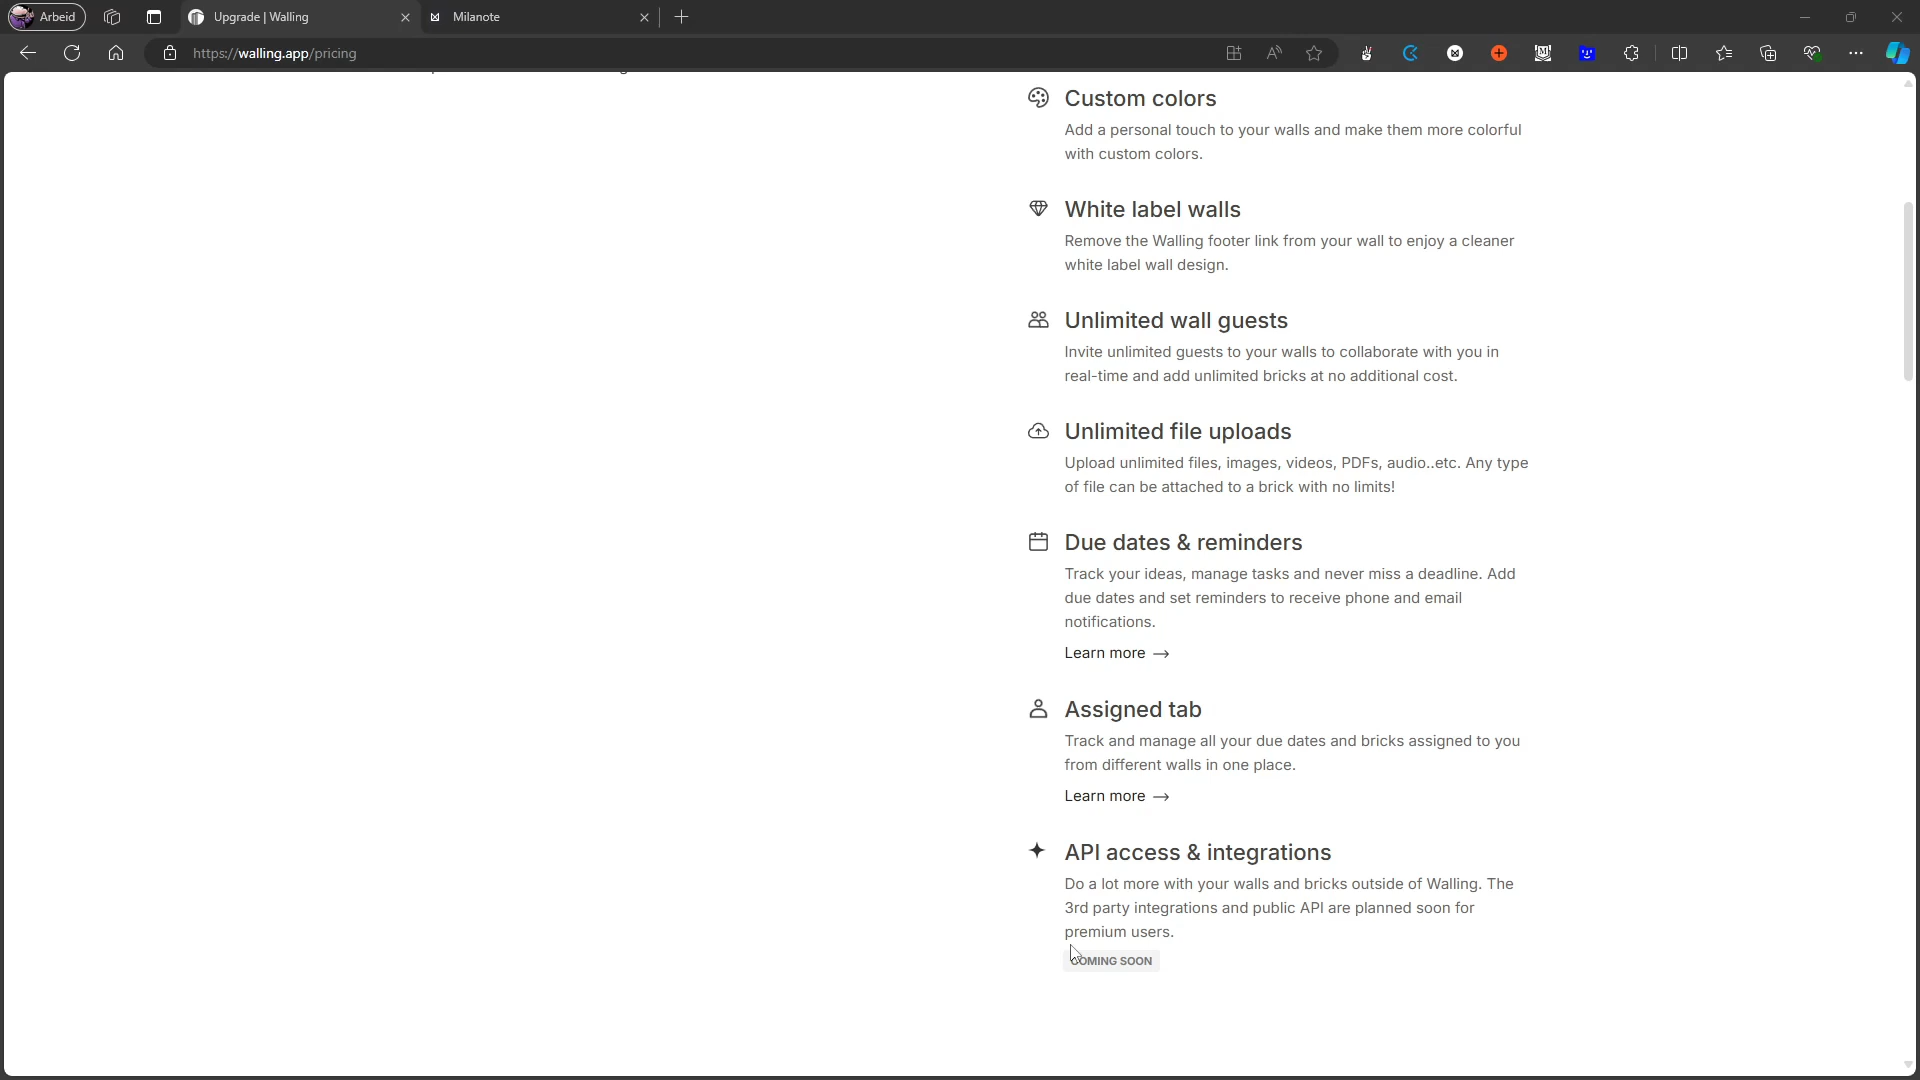 Arbeid
Upgrade | Walling
Milanote
https://walling.app/pricing
Custom colors
Add a personal touch to your walls and make them more colorful
with custom colors.
White label walls
Remove the Walling footer link from your wall to enjoy a cleaner
white label wall design.
Unlimited wall guests
Invite unlimited guests to your walls to collaborate with you in
real-time and add unlimited bricks at no additional cost.
Unlimited file uploads
Upload unlimited files, images, videos, PDFs, audio..etc. Any type
of file can be attached to a brick with no limits!
Due dates & reminders
Track your ideas, manage tasks and never miss a deadline. Add
due dates and set reminders to receive phone and email
notifications.
Learn more →
Assigned tab
Track and manage all your due dates and bricks assigned to you
from different walls in one place.
Learn more →
API access & integrations
Do a lot more with your walls and bricks outside of Walling. The
3rd party integrations and public API are planned soon for
premium users.
COMING SOON